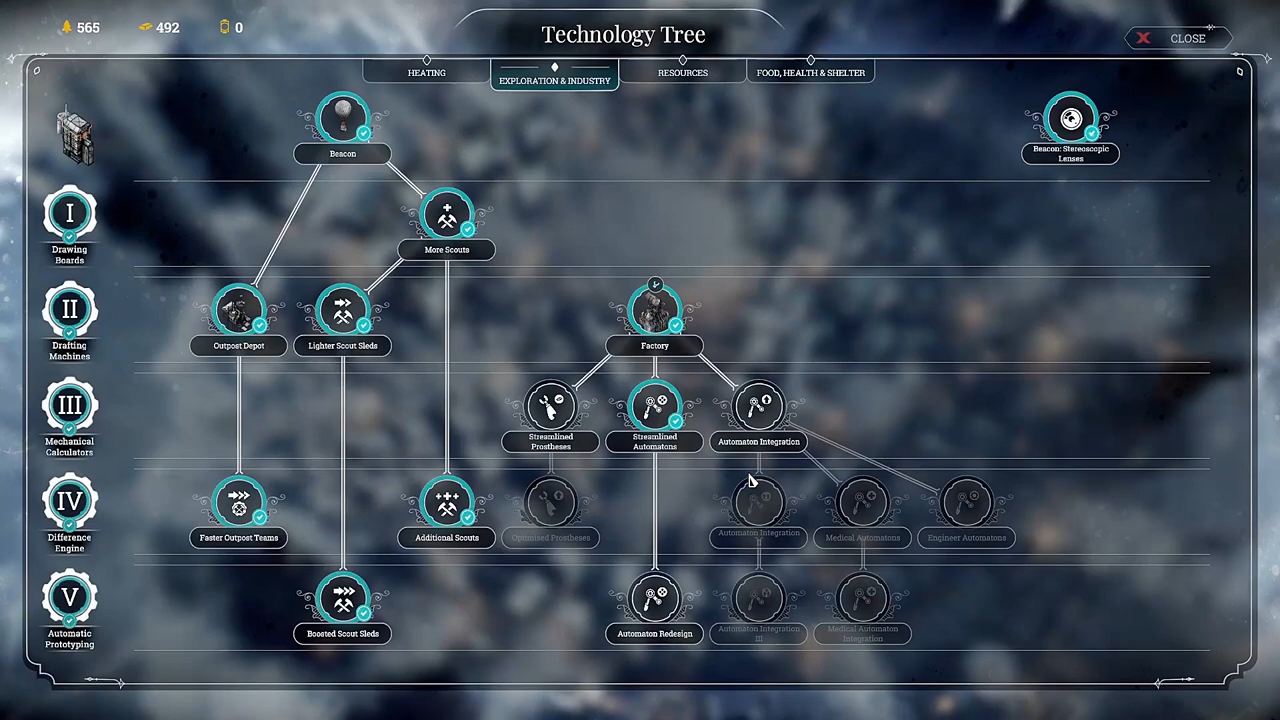 565 492 0
Technology Tree
CLOSE
HEATING
EXPLORATION & INDUSTRY
RESOURCES
FOOD, HEALTH & SHELTER
Beacon
Beacon: Stereoscopic
Lenses
I
Drawing
Boards
More Scouts
II
Drafting
Machines
Outpost Depot
Lighter Scout Sleds
Factory
III
Mechanical
Calculators
Streamlined
Prostheses
Streamlined
Automatons
Automaton Integration
IV
Difference
Engine
Faster Outpost Teams
Additional Scouts
Optimised Prostheses
Automaton Integration
Medical Automatons
Engineer Automatons
V
Automatic
Prototyping
Boosted Scout Sleds
Automaton Redesign
Automaton Integration
III
Medical Automaton
Integration